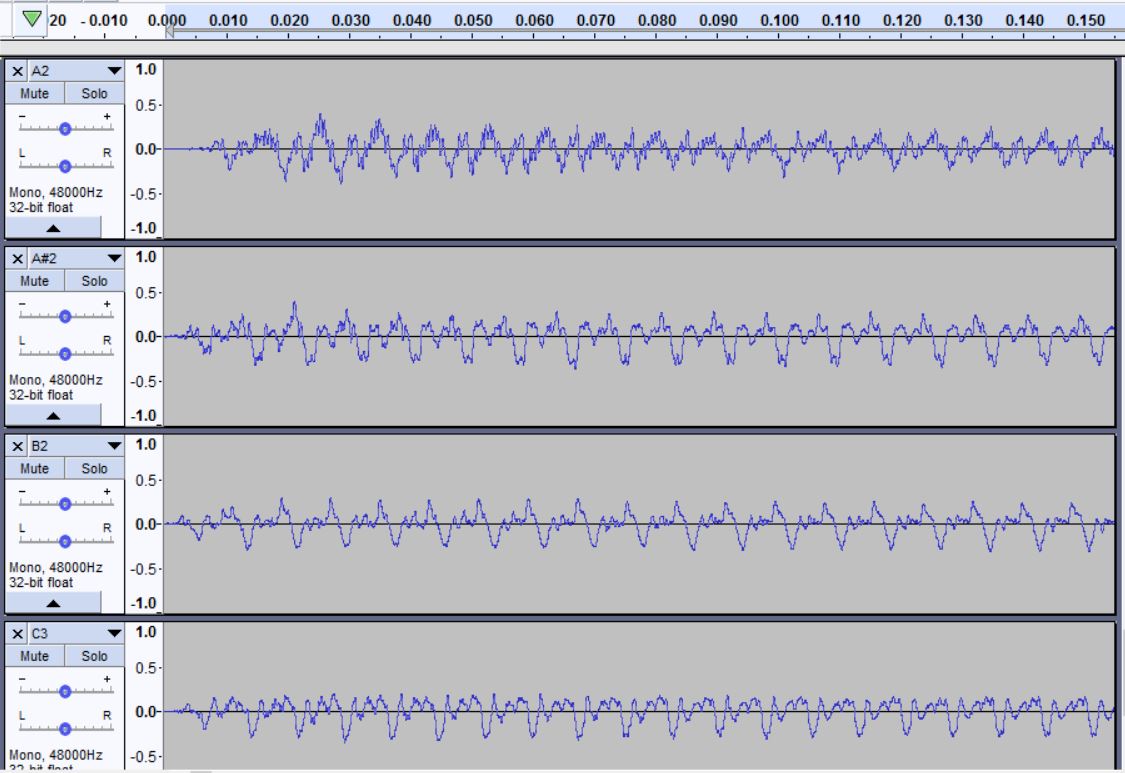 20 -0.010 0.000 0.010 0.020 0.030 0.040 0.050 0.060 0.070 0.080 0.090 0.100 0.110 0.120 0.130 0.140 0.150
× A2 1.0
Mute Solo
0.5
- +
L R 0.0
Mono, 48000Hz -0.5
32-bit float
-1.0
× A#2 1.0
Mute Solo
0.5
- +
L R 0.0
Mono, 48000Hz -0.5
32-bit float
-1.0
× B2 1.0
Mute Solo
0.5
- +
L R 0.0
Mono, 48000Hz -0.5
32-bit float
-1.0
× C3 1.0
Mute Solo
0.5
- +
L R 0.0
Mono, 48000Hz -0.5
32-bit float